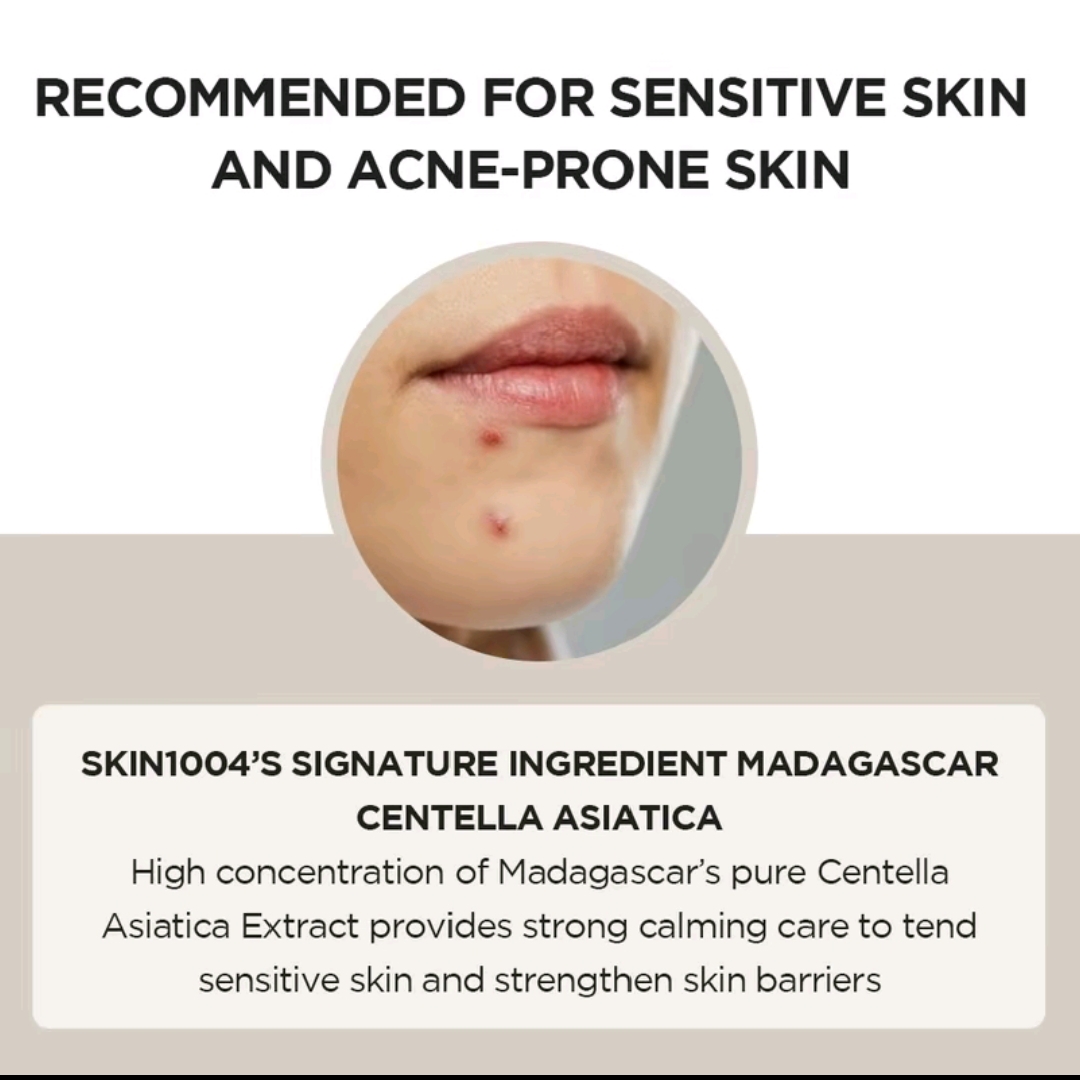 RECOMMENDED FOR SENSITIVE SKIN
AND ACNE-PRONE SKIN
SKIN1004’S SIGNATURE INGREDIENT MADAGASCAR
CENTELLA ASIATICA
High concentration of Madagascar’s pure Centella
Asiatica Extract provides strong calming care to tend
sensitive skin and strengthen skin barriers